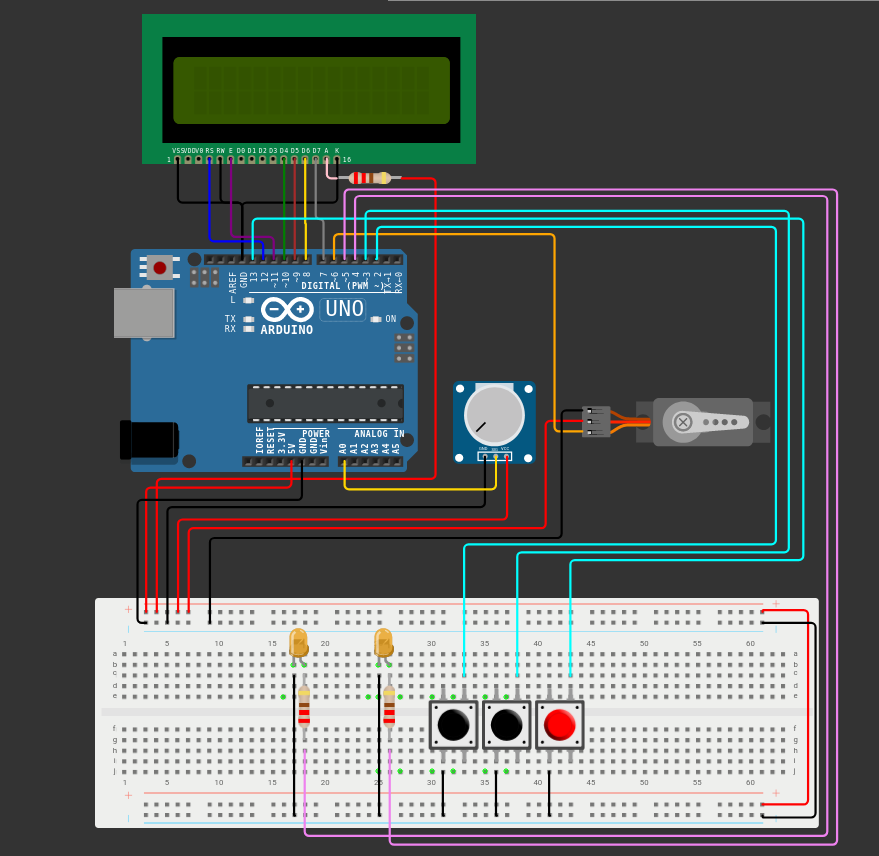 VSS VDD V0 RS RW E D0 D1 D2 D3 D4 D5 D6 D7 A K
1 16
AREF GND 13 12 ~11 ~10 ~9 8 7 ~6 ~5 4 ~3 2 TX→1 RX←0
DIGITAL (PWM ~)
L
TX
RX
UNO
ARDUINO
ON
POWER ANALOG IN
IOREF RESET 3.3V 5V GND GND Vin A0 A1 A2 A3 A4 A5
GND SIG VCC
+ +
− −
1 5 15 20 30 35 40 45 50 55 60
a a
b b
c c
d d
e e
f f
g g
h h
i i
j j
1 5 10 15 20 25 30 35 40 45 50 55 60
+ +
− −